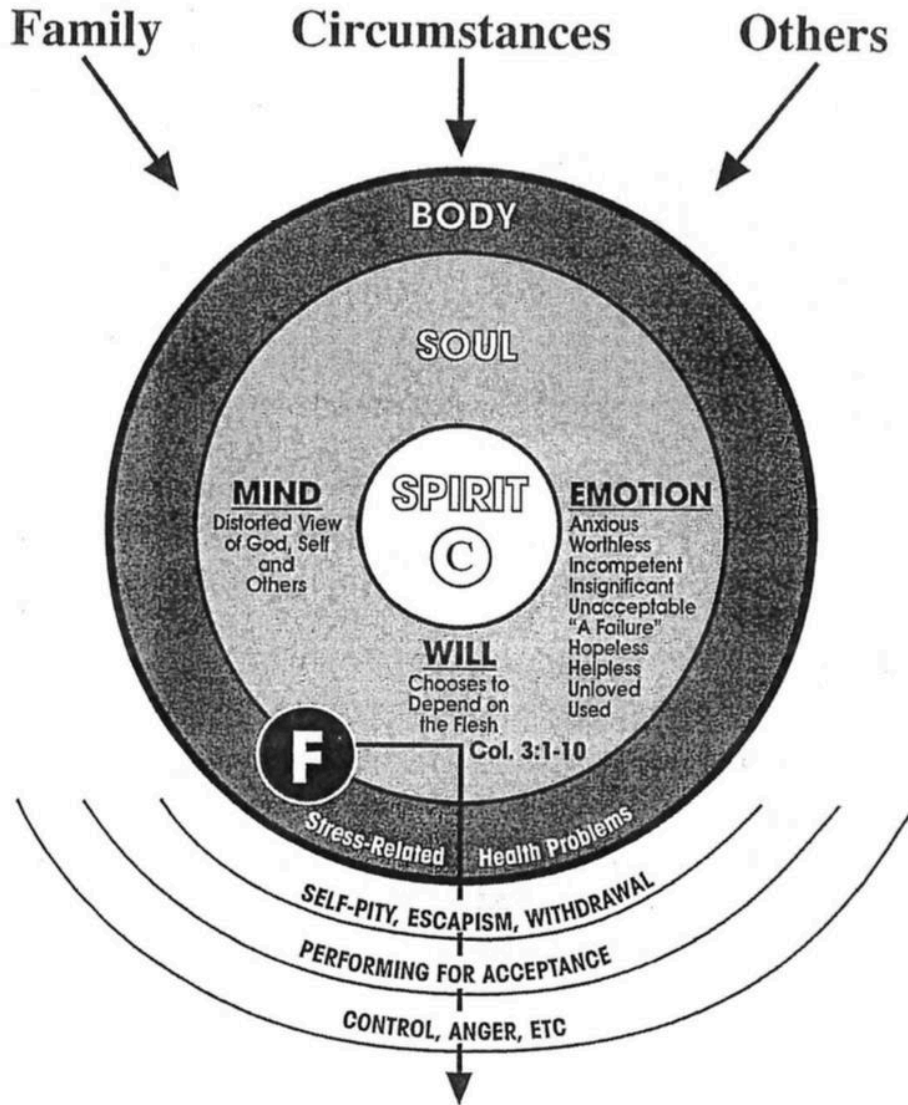 Family Circumstances Others
BODY
SOUL
SPIRIT
C
MIND
Distorted View
of God, Self
and
Others
EMOTION
Anxious
Worthless
Incompetent
Insignificant
Unacceptable
"A Failure"
Hopeless
Helpless
Unloved
Used
WILL
Chooses to
Depend on
the Flesh
Col. 3:1-10
F
Stress-Related Health Problems
SELF-PITY, ESCAPISM, WITHDRAWAL
PERFORMING FOR ACCEPTANCE
CONTROL, ANGER, ETC